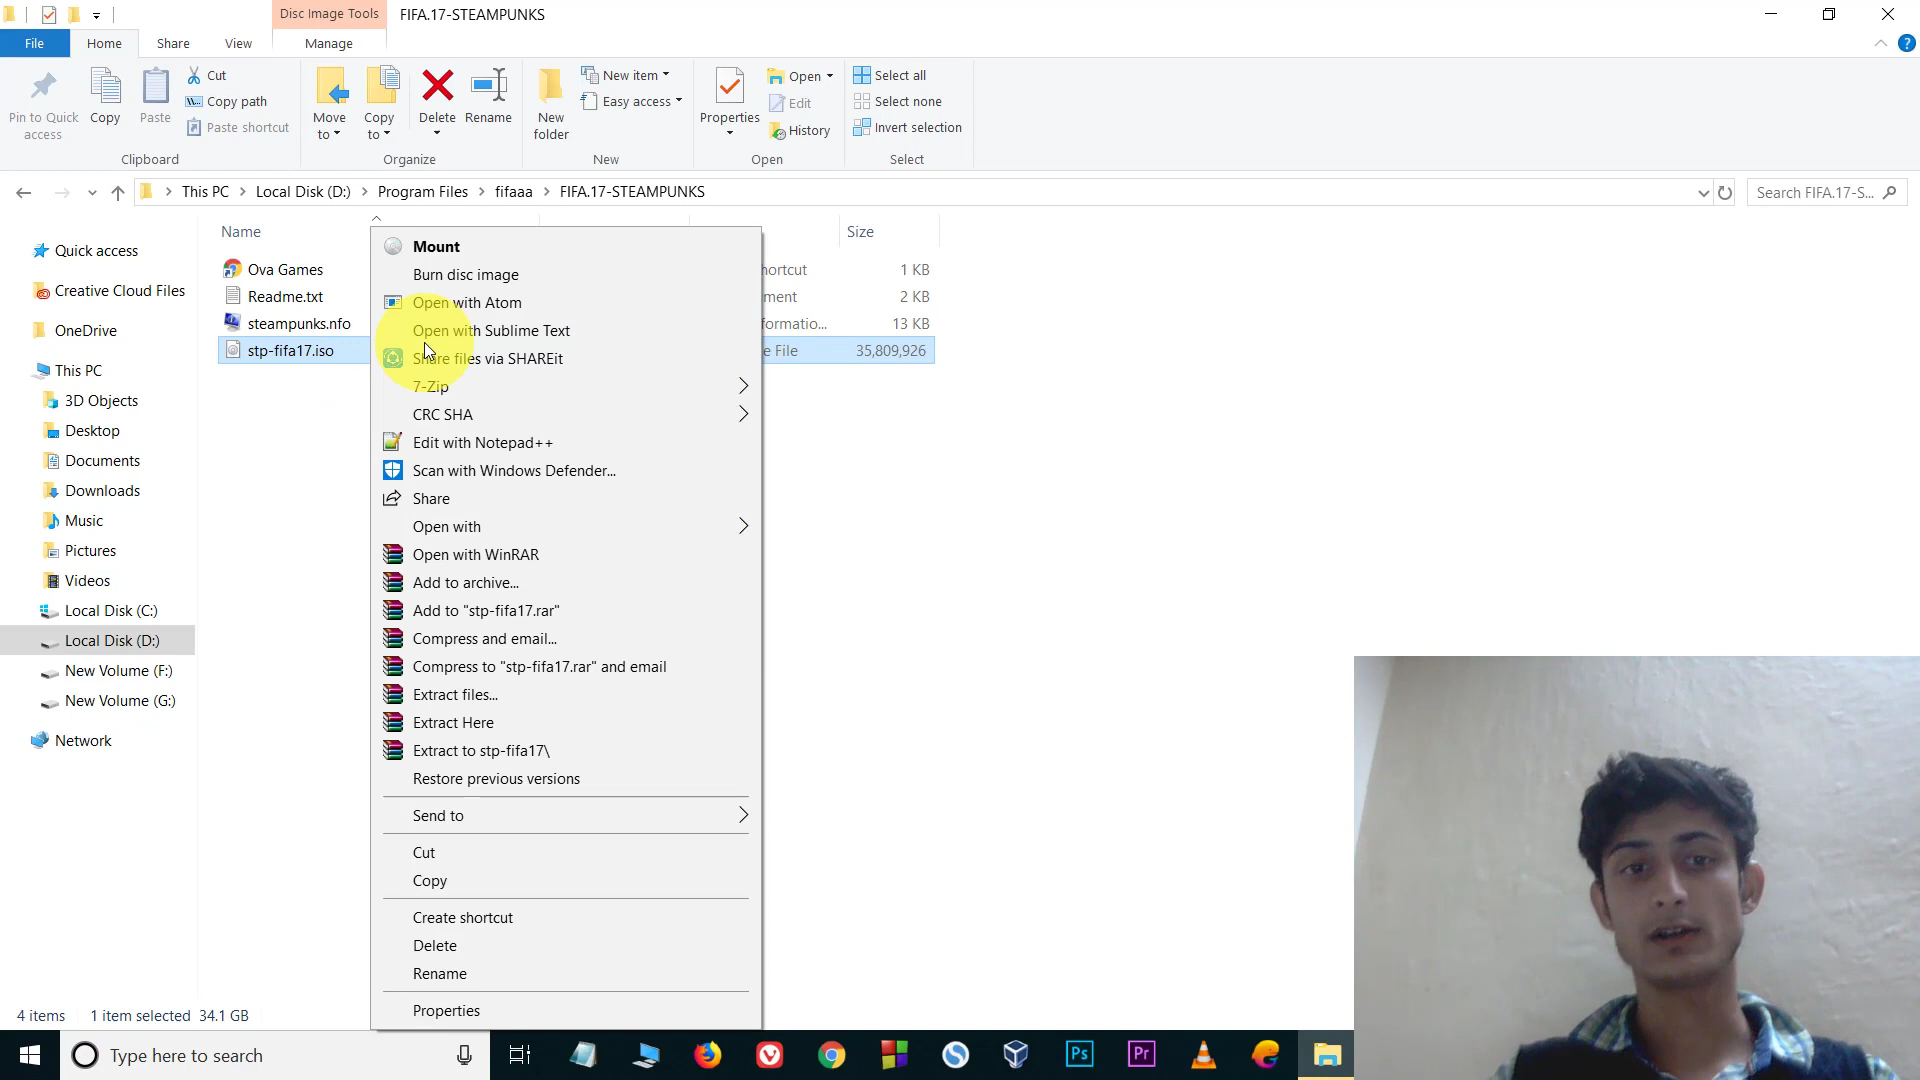 Disc Image Tools
FIFA.17-STEAMPUNKS
File
Home
Share
View
Manage
?
Pin to Quick access
Copy
Paste
Cut
Copy path
Paste shortcut
Clipboard
Move to
Copy to
Delete
Rename
Organize
New folder
New item
Easy access
New
Properties
Open
Edit
History
Open
Select all
Select none
Invert selection
Select
This PC
Local Disk (D:)
Program Files
fifaaa
FIFA.17-STEAMPUNKS
Search FIFA.17-S...
Quick access
Creative Cloud Files
OneDrive
This PC
3D Objects
Desktop
Documents
Downloads
Music
Pictures
Videos
Local Disk (C:)
Local Disk (D:)
New Volume (F:)
New Volume (G:)
Network
Name
Size
Ova Games
hortcut
1 KB
Readme.txt
ment
2 KB
steampunks.nfo
formatio...
13 KB
stp-fifa17.iso
e File
35,809,926
Mount
Burn disc image
Open with Atom
Open with Sublime Text
Share files via SHAREit
7-Zip
CRC SHA
Edit with Notepad++
Scan with Windows Defender...
Share
Open with
Open with WinRAR
Add to archive...
Add to "stp-fifa17.rar"
Compress and email...
Compress to "stp-fifa17.rar" and email
Extract files...
Extract Here
Extract to stp-fifa17\
Restore previous versions
Send to
Cut
Copy
Create shortcut
Delete
Rename
Properties
4 items
1 item selected 34.1 GB
Type here to search
Ps
Pr